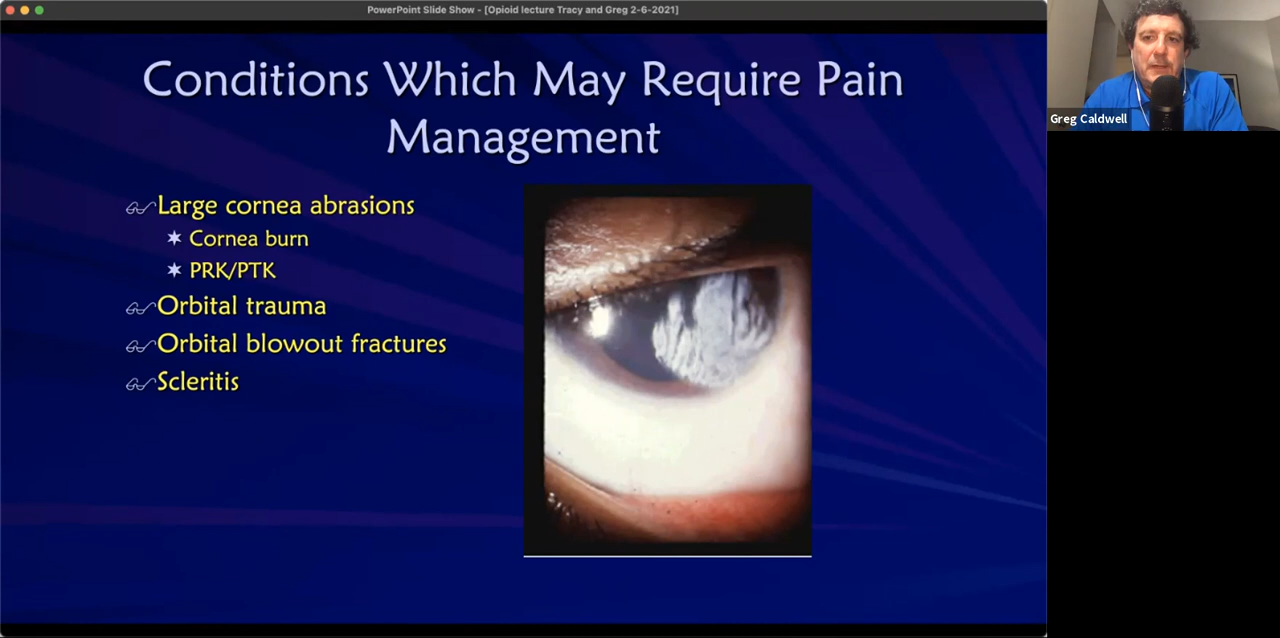 PowerPoint Slide Show - [Opioid lecture Tracy and Greg 2-6-2021]
Conditions Which May Require Pain
Management
Large cornea abrasions
Cornea burn
PRK/PTK
Orbital trauma
Orbital blowout fractures
Scleritis
Greg Caldwell